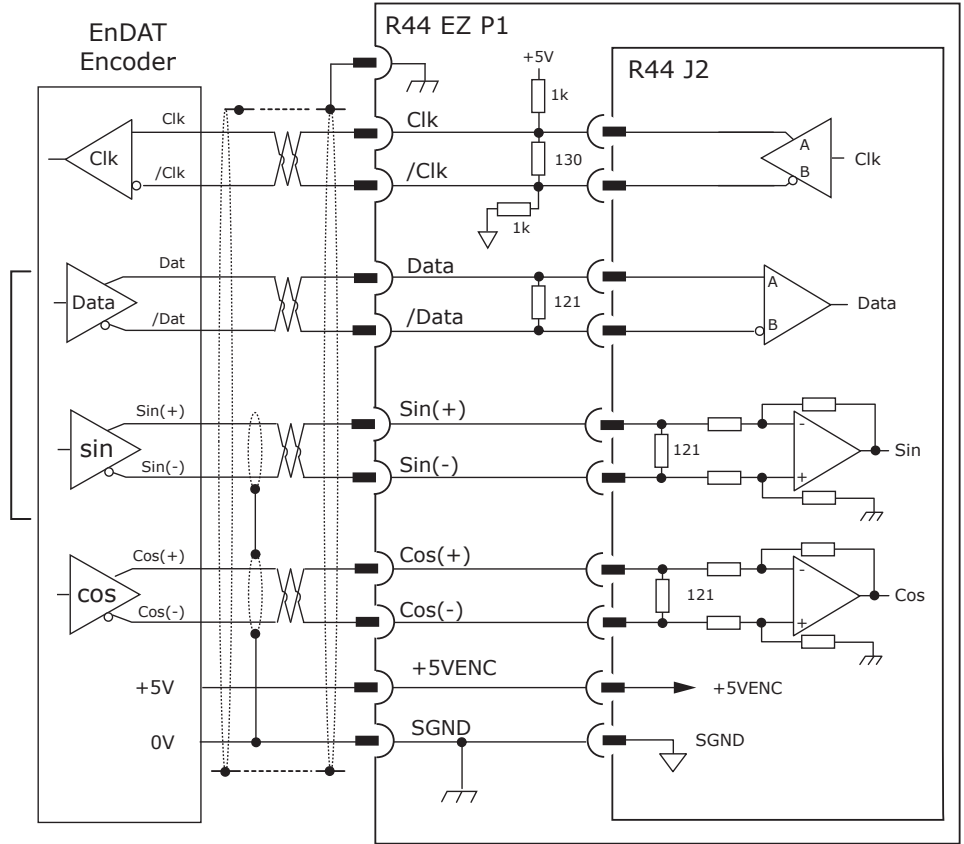 EnDAT
Encoder
R44 EZ P1
R44 J2
+5V
1k
Clk
Clk
/Clk
Clk
/Clk
130
1k
A
B
Clk
Dat
Data
/Dat
Data
/Data
121
A
B
Data
Sin(+)
sin
Sin(-)
Sin(+)
Sin(-)
121
-
+
Sin
Cos(+)
cos
Cos(-)
Cos(+)
Cos(-)
121
-
+
Cos
+5V
+5VENC
+5VENC
0V
SGND
SGND